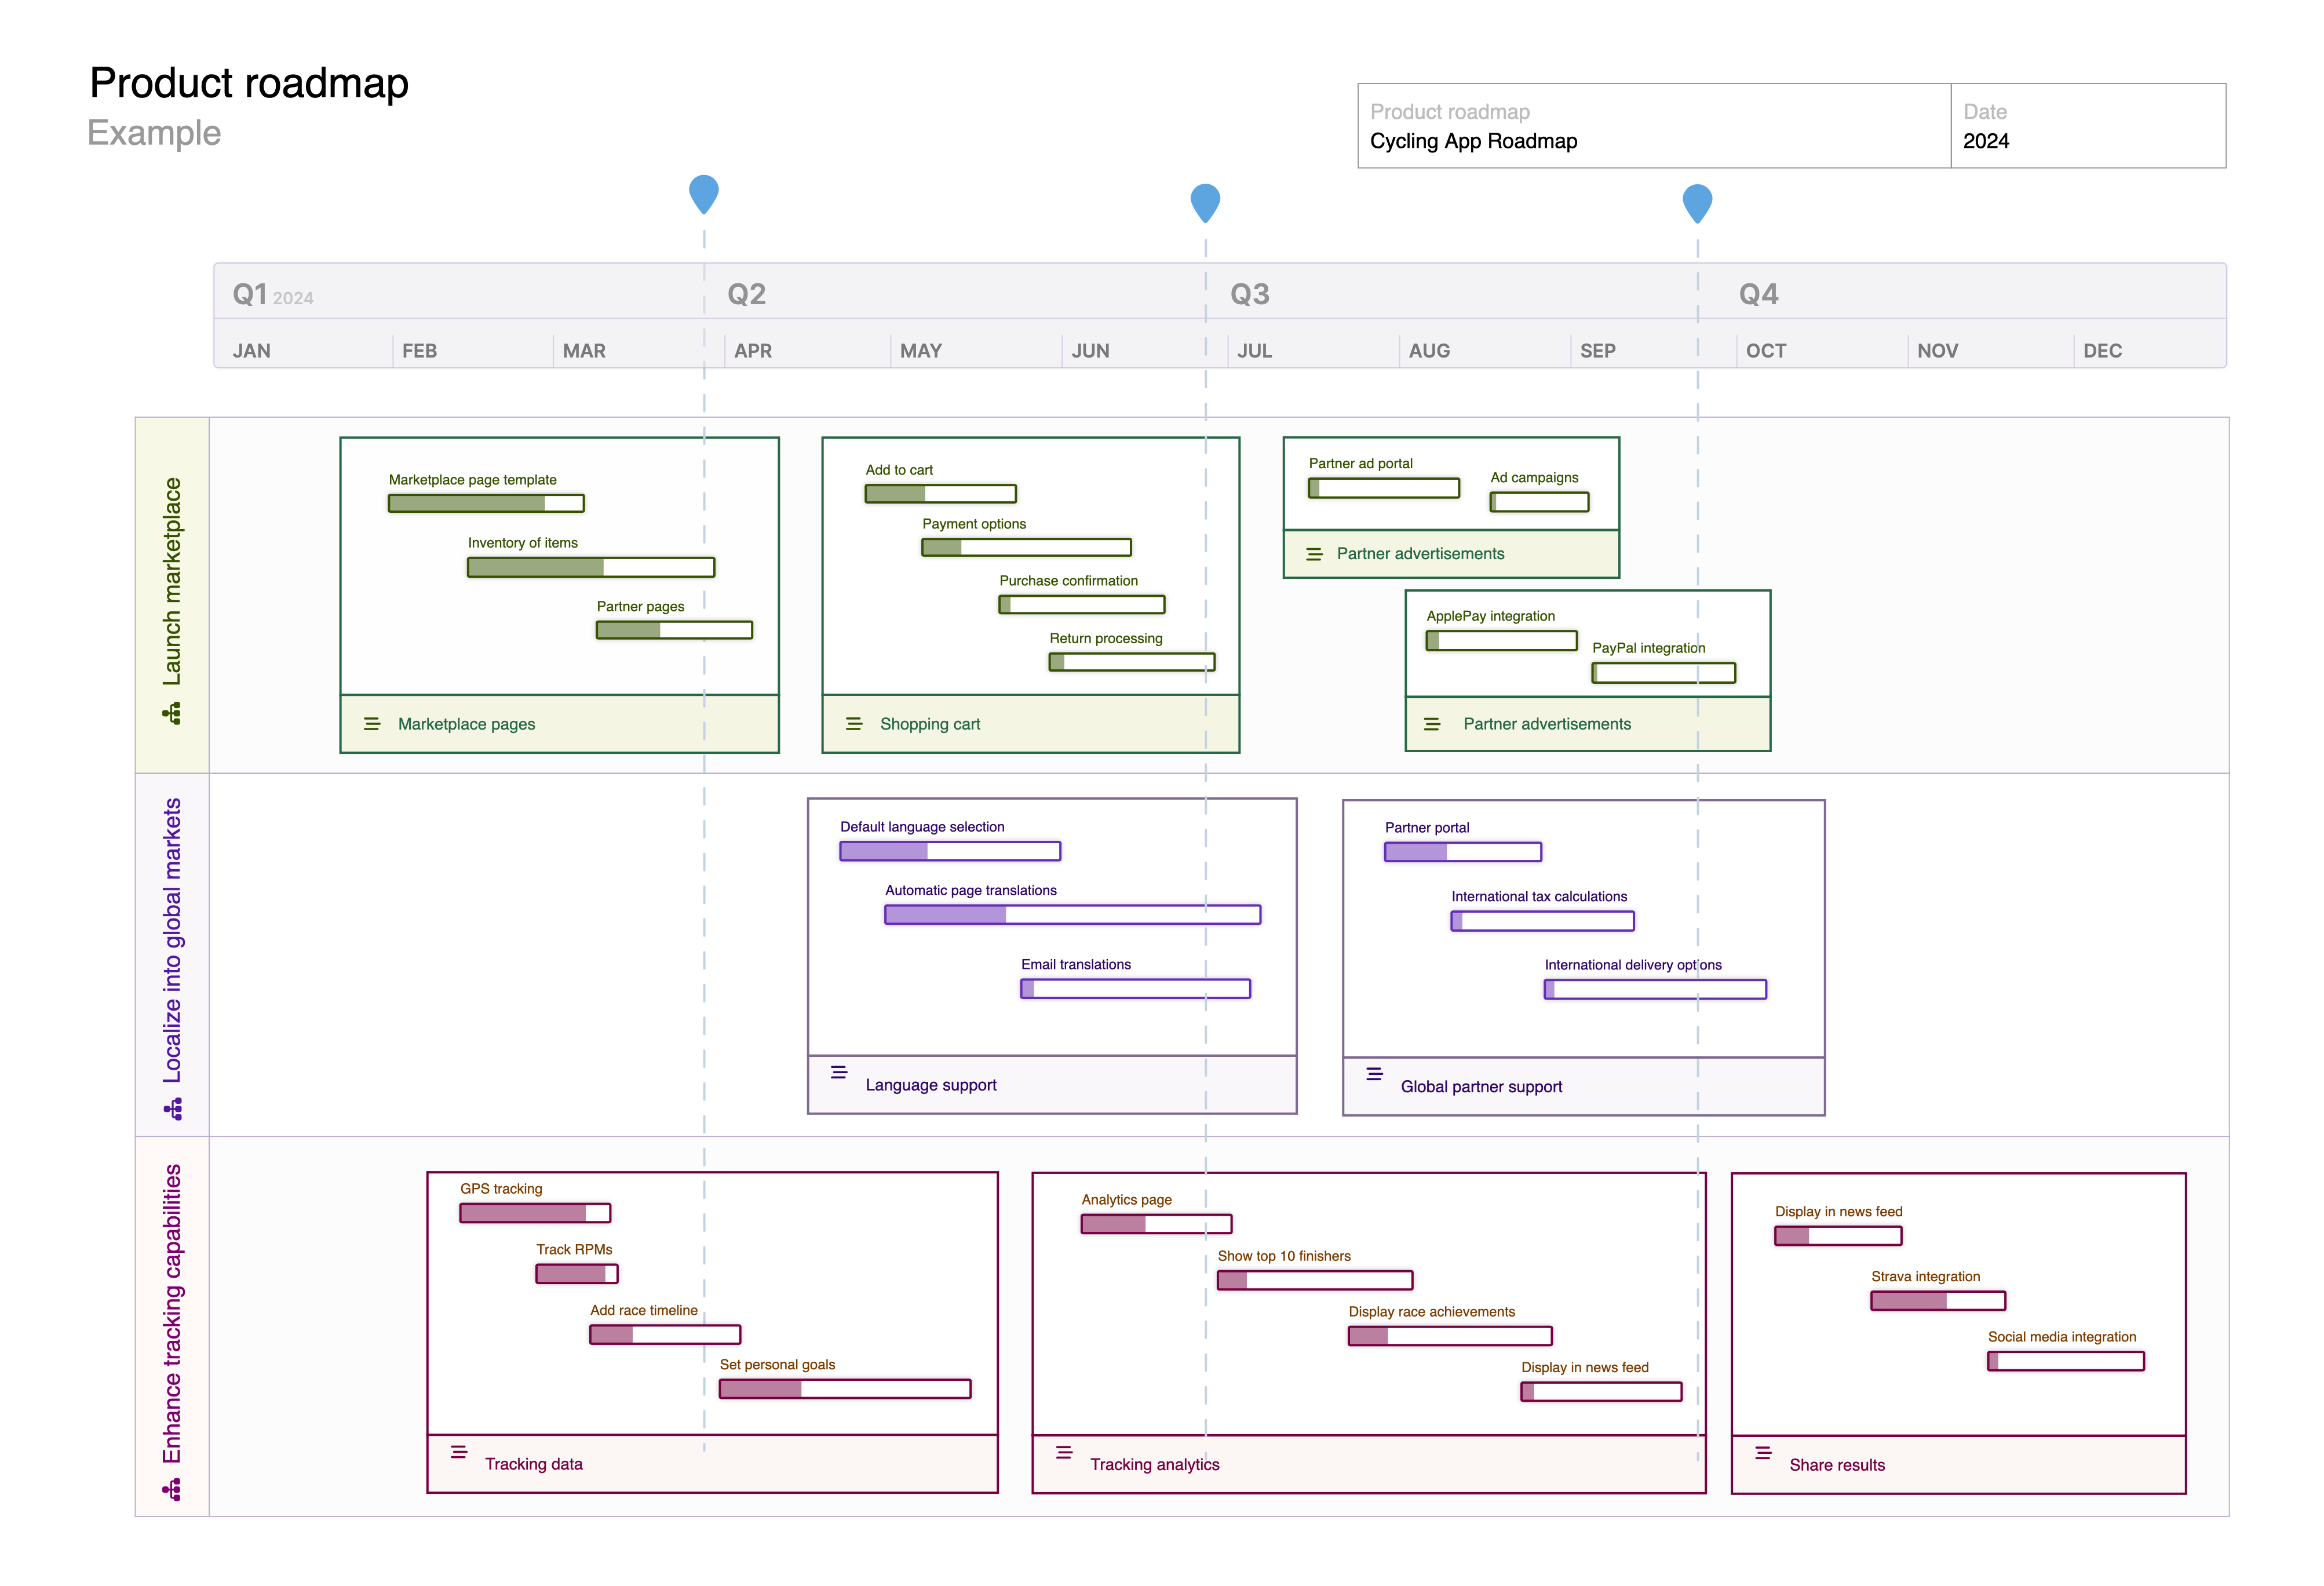 Product roadmap
Example
Product roadmap
Cycling App Roadmap
Date
2024
Q1 2024
Q2
Q3
Q4
JAN
FEB
MAR
APR
MAY
JUN
JUL
AUG
SEP
OCT
NOV
DEC
Launch marketplace
Marketplace page template
Inventory of items
Partner pages
Marketplace pages
Add to cart
Payment options
Purchase confirmation
Return processing
Shopping cart
Partner ad portal
Ad campaigns
Partner advertisements
ApplePay integration
PayPal integration
Partner advertisements
Localize into global markets
Default language selection
Automatic page translations
Email translations
Language support
Partner portal
International tax calculations
International delivery options
Global partner support
Enhance tracking capabilities
GPS tracking
Track RPMs
Add race timeline
Set personal goals
Tracking data
Analytics page
Show top 10 finishers
Display race achievements
Display in news feed
Tracking analytics
Display in news feed
Strava integration
Social media integration
Share results